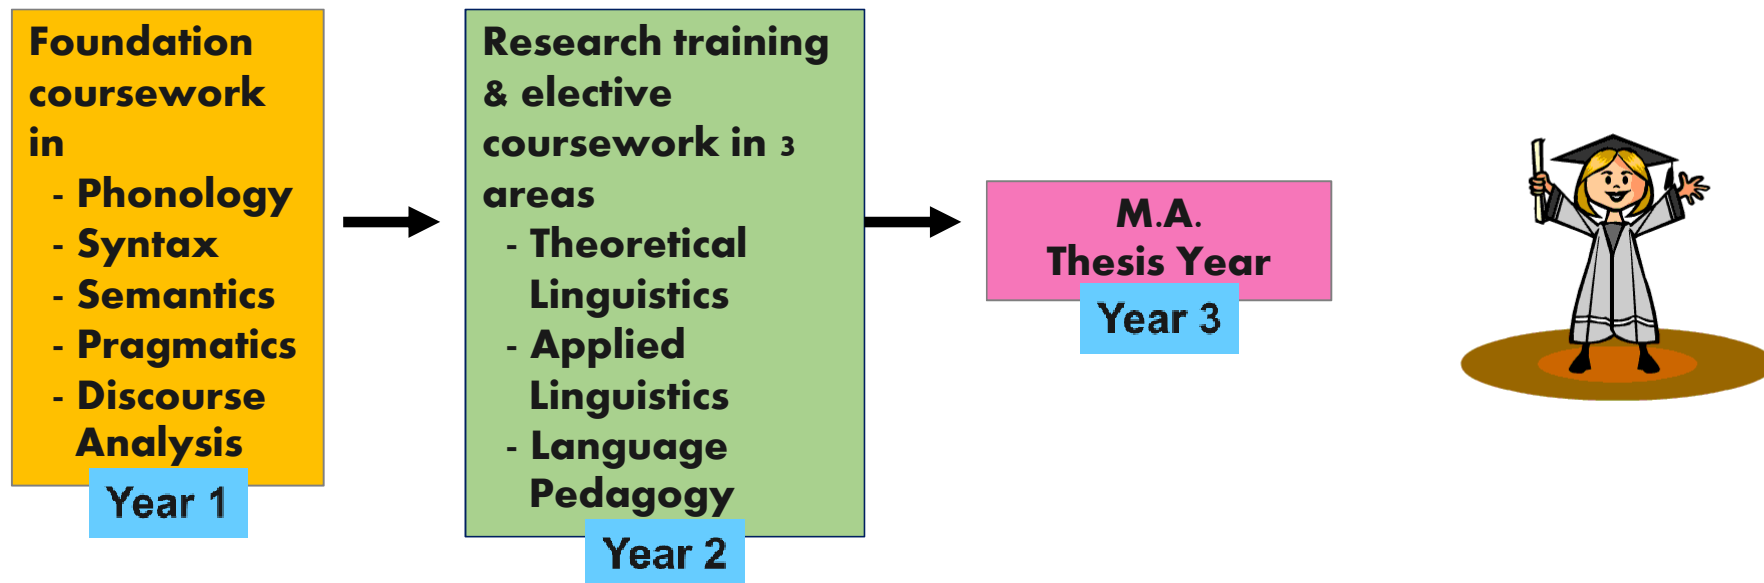 Foundation
coursework
in
- Phonology
- Syntax
- Semantics
- Pragmatics
- Discourse
Analysis
Year 1
Research training
& elective
coursework in 3
areas
- Theoretical
Linguistics
- Applied
Linguistics
- Language
Pedagogy
Year 2
M.A.
Thesis Year
Year 3